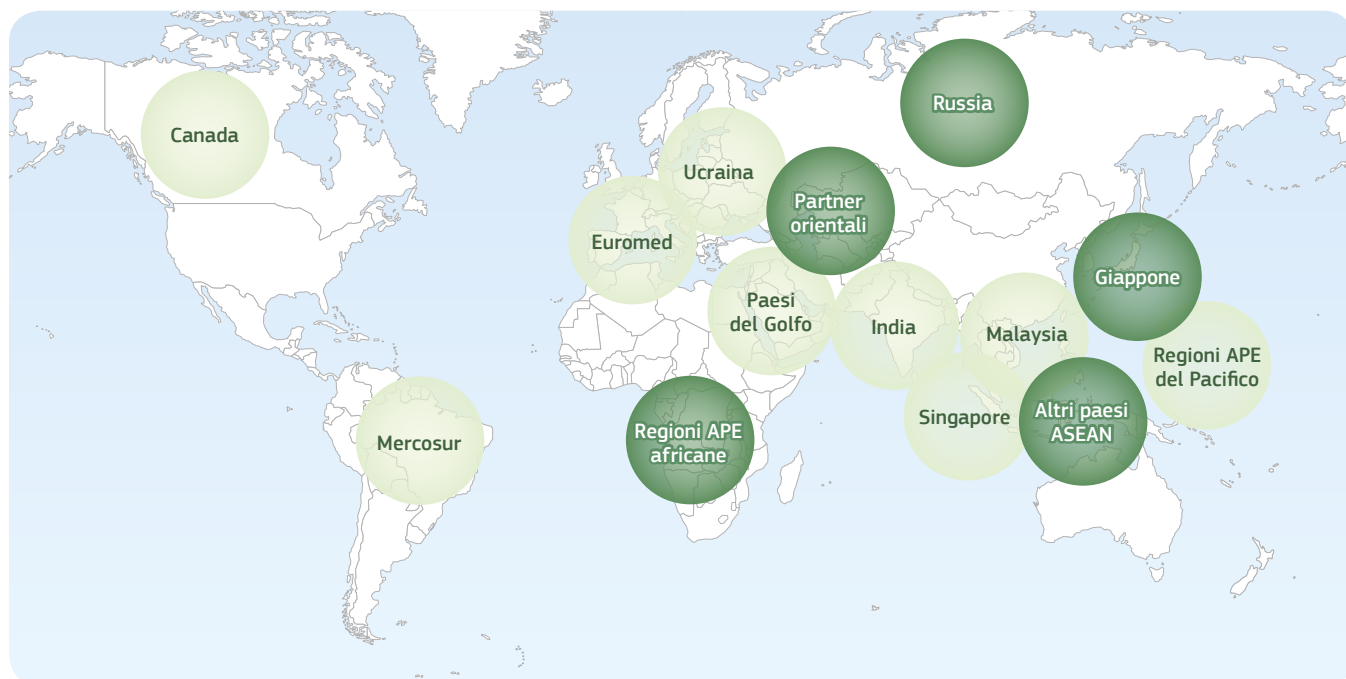 Russia
Canada
Ucraina
Partner
orientali
Euromed
Giappone
Paesi
del Golfo
India
Malaysia
Regioni APE
del Pacifico
Singapore
Altri paesi
ASEAN
Mercosur
Regioni APE
africane